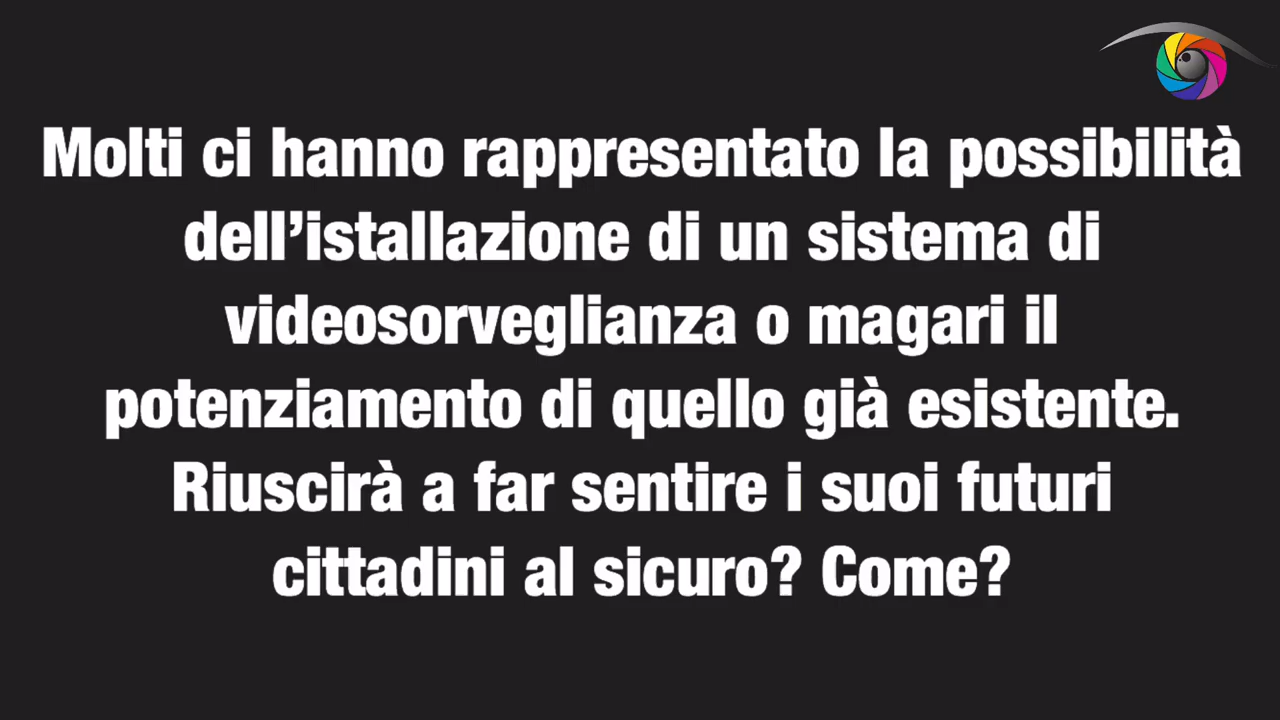 Molti ci hanno rappresentato la possibilità
dell’istallazione di un sistema di
videosorveglianza o magari il
potenziamento di quello già esistente.
Riuscirà a far sentire i suoi futuri
cittadini al sicuro? Come?